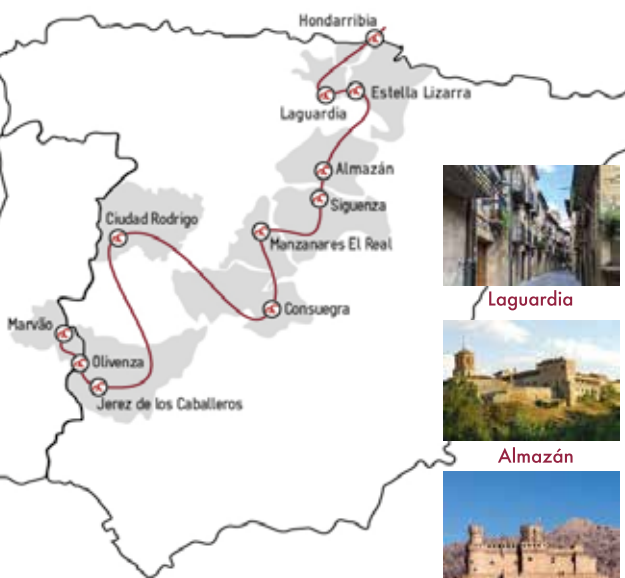 Hondarribia
Estella Lizarra
Laguardia
Almazán
Siguenza
Ciudad Rodrigo
Manzanares El Real
Consuegra
Marvão
Olivenza
Jerez de los Caballeros
Laguardia
Almazán